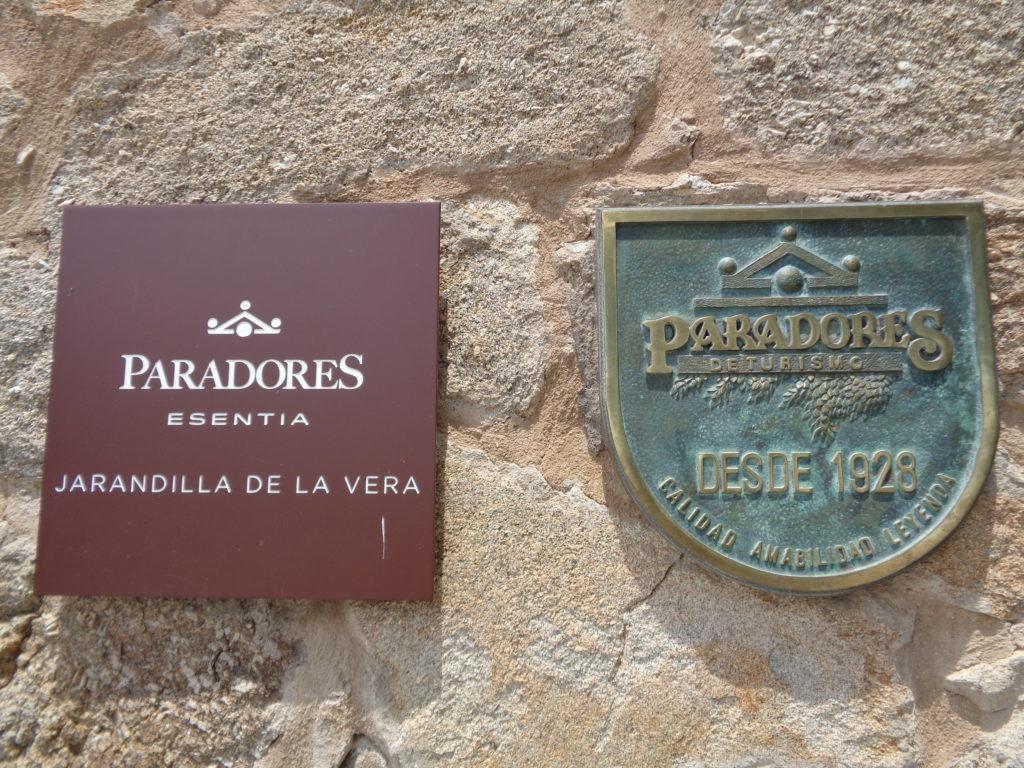 PARADORES
ESENTIA
JARANDILLA DE LA VERA
PARADORES
DE TURISMO
DESDE 1928
CALIDAD AMABILIDAD LEYENDA